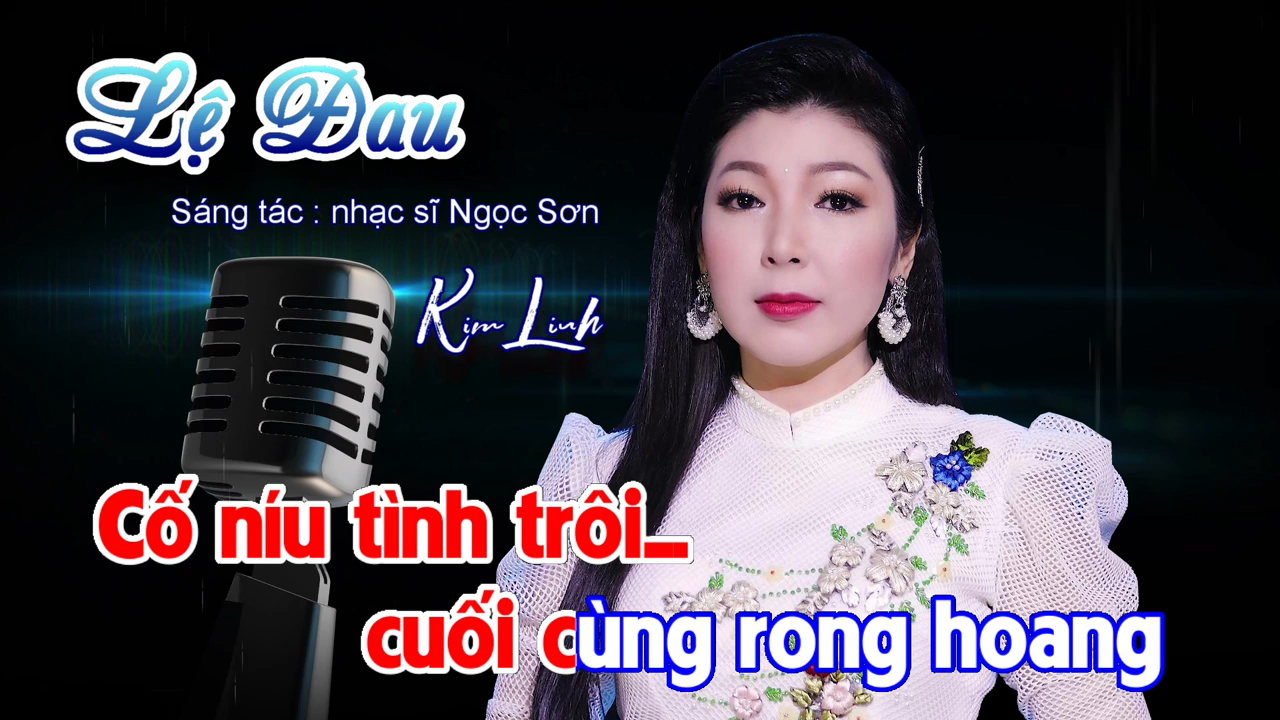 Lệ Đau
Sáng tác : nhạc sĩ Ngọc Sơn
Kim Linh
Cố níu tình trôi...
cuối cùng rong hoang